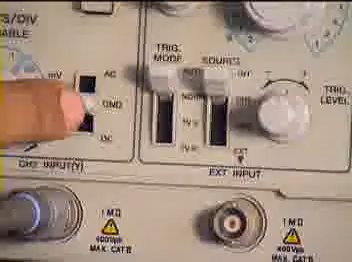 S/DIV
ABLE
TRIG.
MODE
SOURCE
mV
AC
GND
DC
AUTO
NORM
TV-V
TV-H
INT
EXT
TRIG.
LEVEL
CH2 INPUT(Y)
EXT INPUT
1MΩ
400Vpk
MAX. CAT II
1MΩ
400Vpk
MAX. CAT II